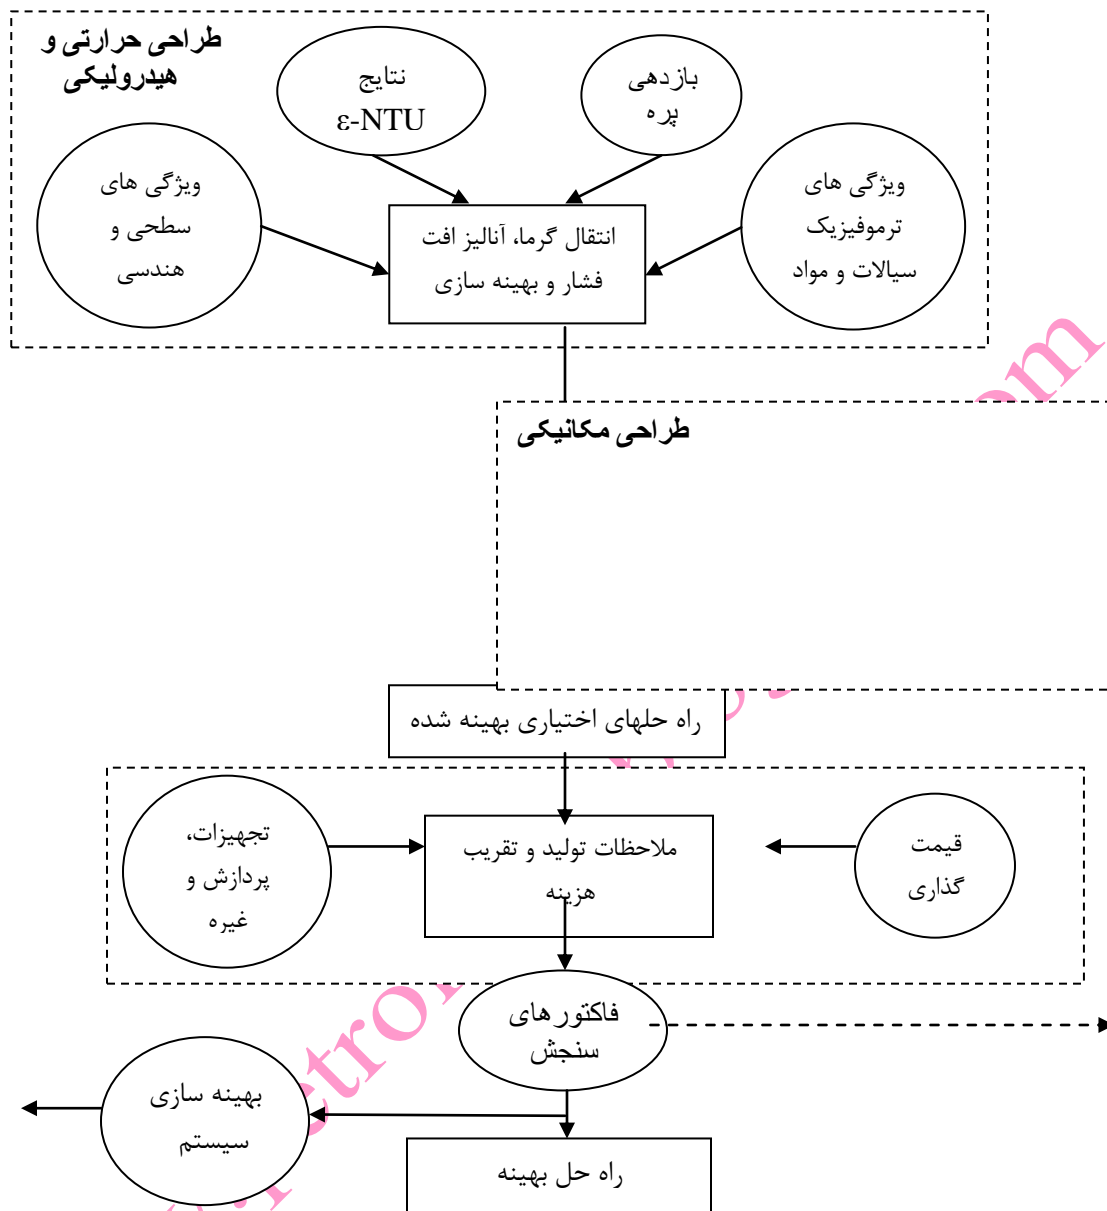 طراحی حرارتی و
هیدرولیکی
نتایج
ε-NTU
بازدهی
پره
ویژگی های
سطحی و
هندسی
انتقال گرما، آنالیز افت
فشار و بهینه سازی
ویژگی های
ترموفیزیک
سیالات و مواد
طراحی مکانیکی
راه حلهای اختیاری بهینه شده
تجهیزات،
پردازش و
غیره
ملاحظات تولید و تقریب
هزینه
قیمت
گذاری
فاکتورهای
سنجش
بهینه سازی
سیستم
راه حل بهینه